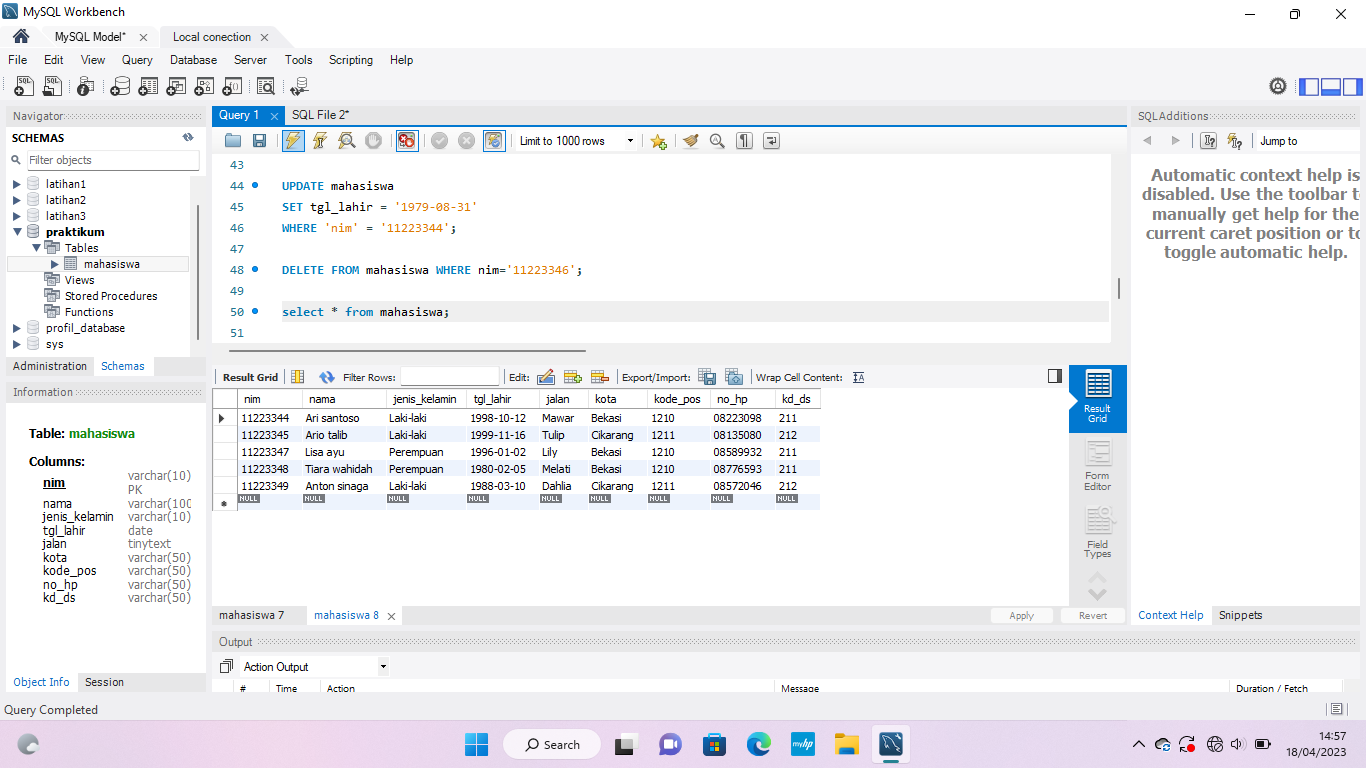 MySQL Workbench
MySQL Model* Local conection
File Edit View Query Database Server Tools Scripting Help
Navigator
SCHEMAS
Filter objects
latihan1
latihan2
latihan3
praktikum
Tables
mahasiswa
Views
Stored Procedures
Functions
profil_database
sys
Administration Schemas
Information
Table: mahasiswa
Columns:
nim varchar(10) PK
nama varchar(100
jenis_kelamin varchar(10)
tgl_lahir date
jalan tinytext
kota varchar(50)
kode_pos varchar(50)
no_hp varchar(50)
kd_ds varchar(50)
Object Info Session
Query Completed
Query 1 SQL File 2*
Limit to 1000 rows
43
44 UPDATE mahasiswa
45 SET tgl_lahir = '1979-08-31'
46 WHERE 'nim' = '11223344';
47
48 DELETE FROM mahasiswa WHERE nim='11223346';
49
50 select * from mahasiswa;
51
Result Grid Filter Rows: Edit: Export/Import: Wrap Cell Content:
nim nama jenis_kelamin tgl_lahir jalan kota kode_pos no_hp kd_ds
11223344 Ari santoso Laki-laki 1998-10-12 Mawar Bekasi 1210 08223098 211
11223345 Ario talib Laki-laki 1999-11-16 Tulip Cikarang 1211 08135080 212
11223347 Lisa ayu Perempuan 1996-01-02 Lily Bekasi 1210 08589932 211
11223348 Tiara wahidah Perempuan 1980-02-05 Melati Bekasi 1210 08776593 211
11223349 Anton sinaga Laki-laki 1988-03-10 Dahlia Cikarang 1211 08572046 212
NULL NULL NULL NULL NULL NULL NULL NULL NULL
Result Grid
Form Editor
Field Types
mahasiswa 7 mahasiswa 8 Apply Revert
Output
Action Output
# Time Action Message Duration / Fetch
SQLAdditions
Jump to
Automatic context help is
disabled. Use the toolbar t
manually get help for the
current caret position or to
toggle automatic help.
Context Help Snippets
Search
myhp
14:57
18/04/2023